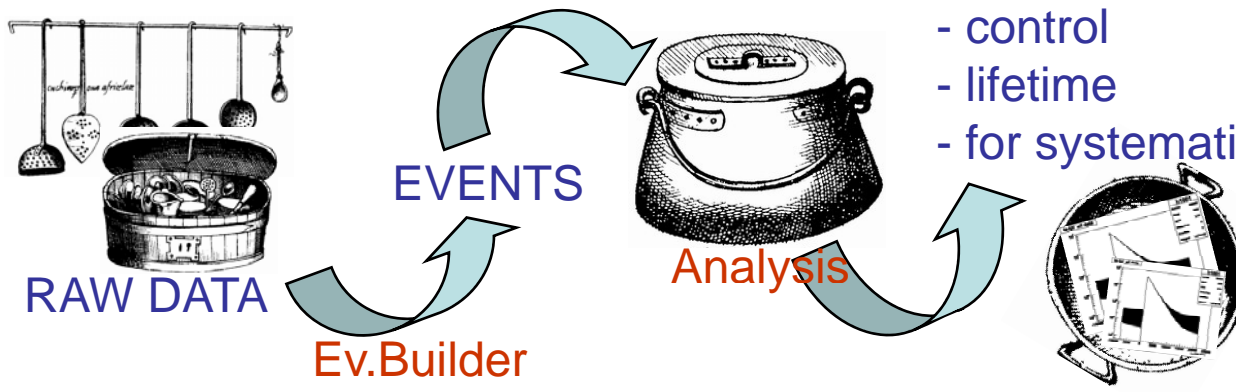 - control
- lifetime
- for systemati
EVENTS
Analysis
RAW DATA
Ev.Builder